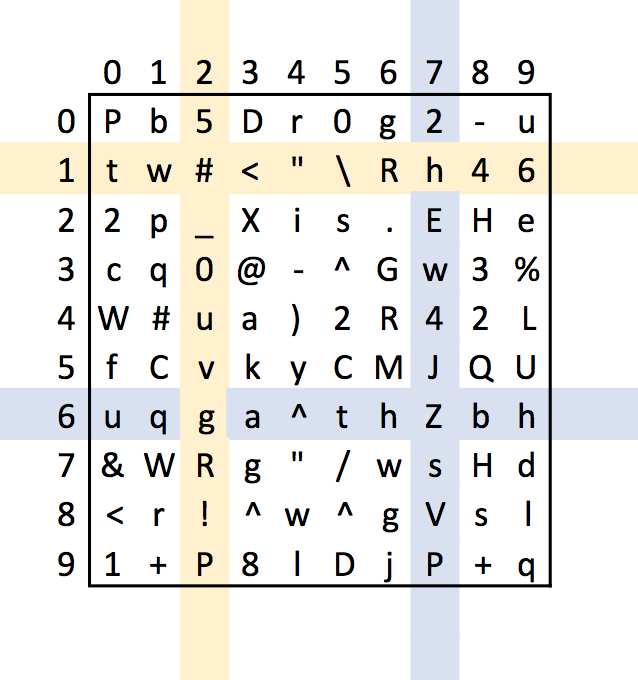 0 1 2 3 4 5 6 7 8 9
0 P b 5 D r 0 g 2 - u
1 t w # < " \ R h 4 6
2 2 p _ X i s . E H e
3 c q 0 @ - ^ G w 3 %
4 W # u a ) 2 R 4 2 L
5 f C v k y C M J Q U
6 u q g a ^ t h Z b h
7 & W R g " / w s H d
8 < r ! ^ w ^ g V s l
9 1 + P 8 l D j P + q